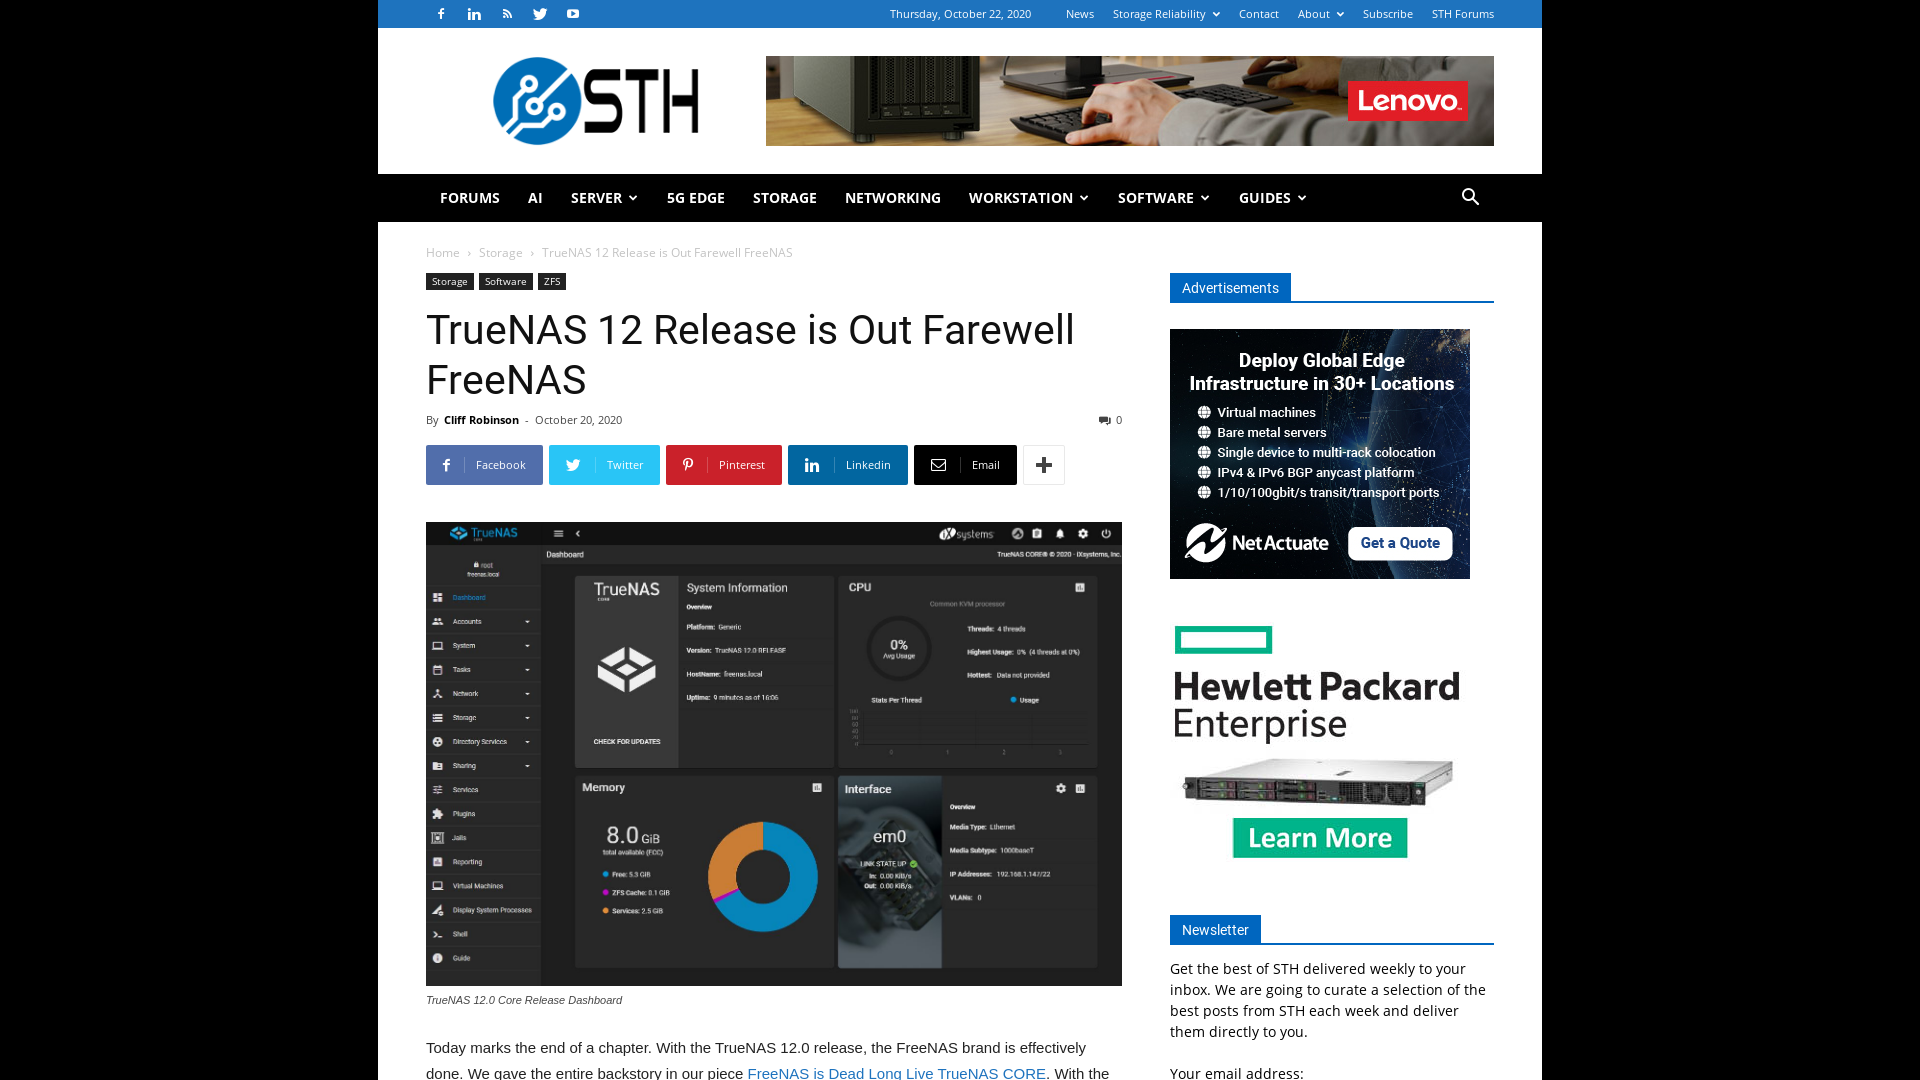 Thursday, October 22, 2020 News Storage Reliability Contact About Subscribe STH Forums
STH
Lenovo
FORUMS AI SERVER 5G EDGE STORAGE NETWORKING WORKSTATION SOFTWARE GUIDES
Home › Storage › TrueNAS 12 Release is Out Farewell FreeNAS
Storage Software ZFS
TrueNAS 12 Release is Out Farewell
FreeNAS
By Cliff Robinson - October 20, 2020 0
Facebook Twitter Pinterest Linkedin Email
TrueNAS CORE
iXsystems
Dashboard
TrueNAS CORE® © 2020 - iXsystems, Inc.
root
freenas.local
Dashboard
Accounts
System
Tasks
Network
Storage
Directory Services
Sharing
Services
Plugins
Jails
Reporting
Virtual Machines
Display System Processes
Shell
Guide
TrueNAS
CORE
CHECK FOR UPDATES
System Information
Overview
Platform: Generic
Version: TrueNAS 12.0 RELEASE
HostName: freenas.local
Uptime: 9 minutes as of 16:06
CPU
Common KVM processor
0%
Avg Usage
Threads: 4 threads
Highest Usage: 0% (4 threads at 0%)
Hottest: Data not provided
Stats Per Thread Usage
0 1 2 3
Memory
8.0 GiB
total available (ECC)
Free: 5.3 GiB
ZFS Cache: 0.1 GiB
Services: 2.5 GiB
Interface
em0
LINK STATE UP
In: 0.00 KiB/s
Out: 0.00 KiB/s
Overview
Media Type: Ethernet
Media Subtype: 1000baseT
IP Addresses: 192.168.1.147/22
VLANs: 0
TrueNAS 12.0 Core Release Dashboard
Today marks the end of a chapter. With the TrueNAS 12.0 release, the FreeNAS brand is effectively
done. We gave the entire backstory in our piece FreeNAS is Dead Long Live TrueNAS CORE. With the
Advertisements
Deploy Global Edge
Infrastructure in 30+ Locations
Virtual machines
Bare metal servers
Single device to multi-rack colocation
IPv4 & IPv6 BGP anycast platform
1/10/100gbit/s transit/transport ports
NetActuate Get a Quote
Hewlett Packard
Enterprise
Learn More
Newsletter
Get the best of STH delivered weekly to your
inbox. We are going to curate a selection of the
best posts from STH each week and deliver
them directly to you.
Your email address: